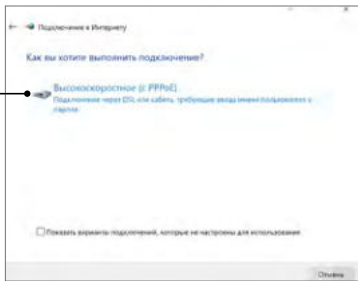 Подключение к Интернету
Как вы хотите выполнить подключение?
Высокоскоростное (с PPPoE)
Подключение через DSL или кабель, требующее ввода имени пользователя и
пароля.
Показать варианты подключений, которые не настроены для использования
Отмена